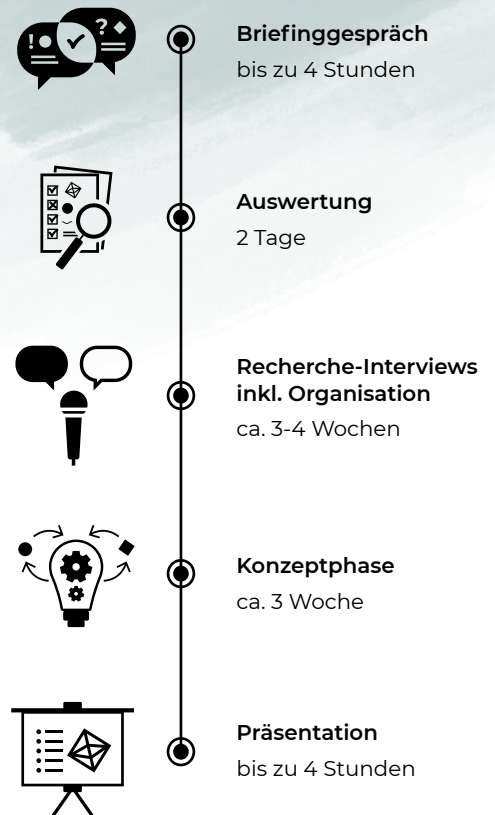 Briefinggespräch
bis zu 4 Stunden
Auswertung
2 Tage
Recherche-Interviews
inkl. Organisation
ca. 3-4 Wochen
Konzeptphase
ca. 3 Woche
Präsentation
bis zu 4 Stunden